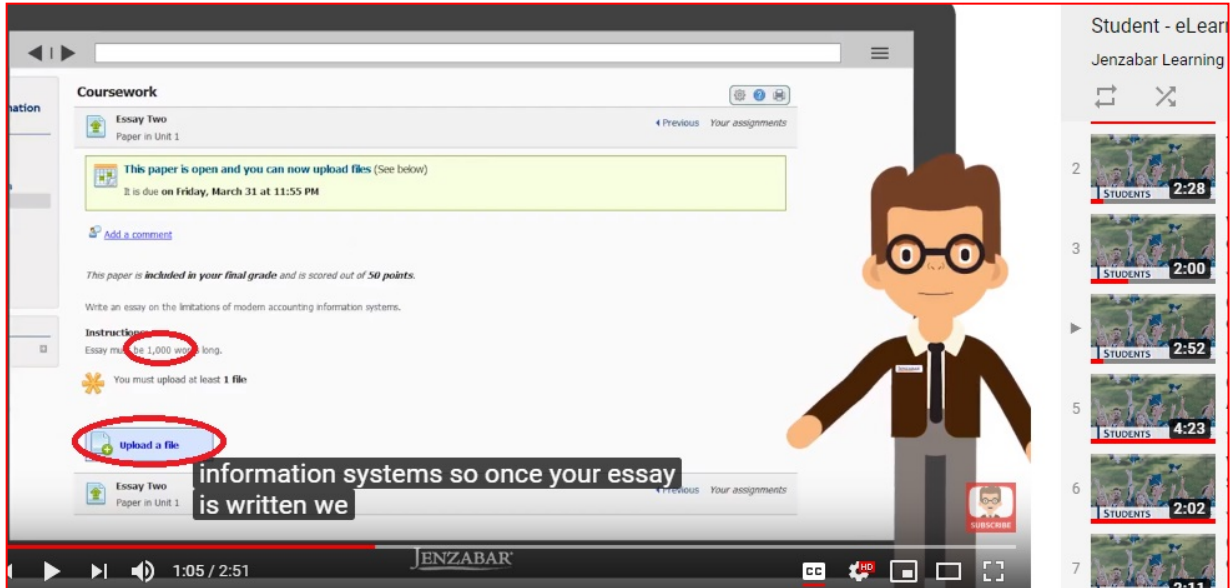 Student - eLear
Jenzabar Learning
mation
Coursework
Essay Two
Paper in Unit 1
Previous Your assignments
This paper is open and you can now upload files (See below)
It is due on Friday, March 31 at 11:55 PM
Add a comment
This paper is included in your final grade and is scored out of 50 points.
Write an essay on the limitations of modern accounting information systems.
Instructions
Essay must be 1,000 words long.
You must upload at least 1 file
Upload a file
information systems so once your essay
is written we
Essay Two
Paper in Unit 1
Previous Your assignments
SUBSCRIBE
JENZABAR
1:05 / 2:51
CC
HD
2
STUDENTS 2:28
3
STUDENTS 2:00
STUDENTS 2:52
5
STUDENTS 4:23
6
STUDENTS 2:02
7
2:11